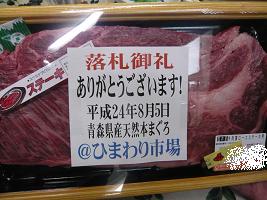 落札御礼
ありがとうございます!
平成24年8月5日
青森県産天然本まぐろ
@ひまわり市場
ステーキ